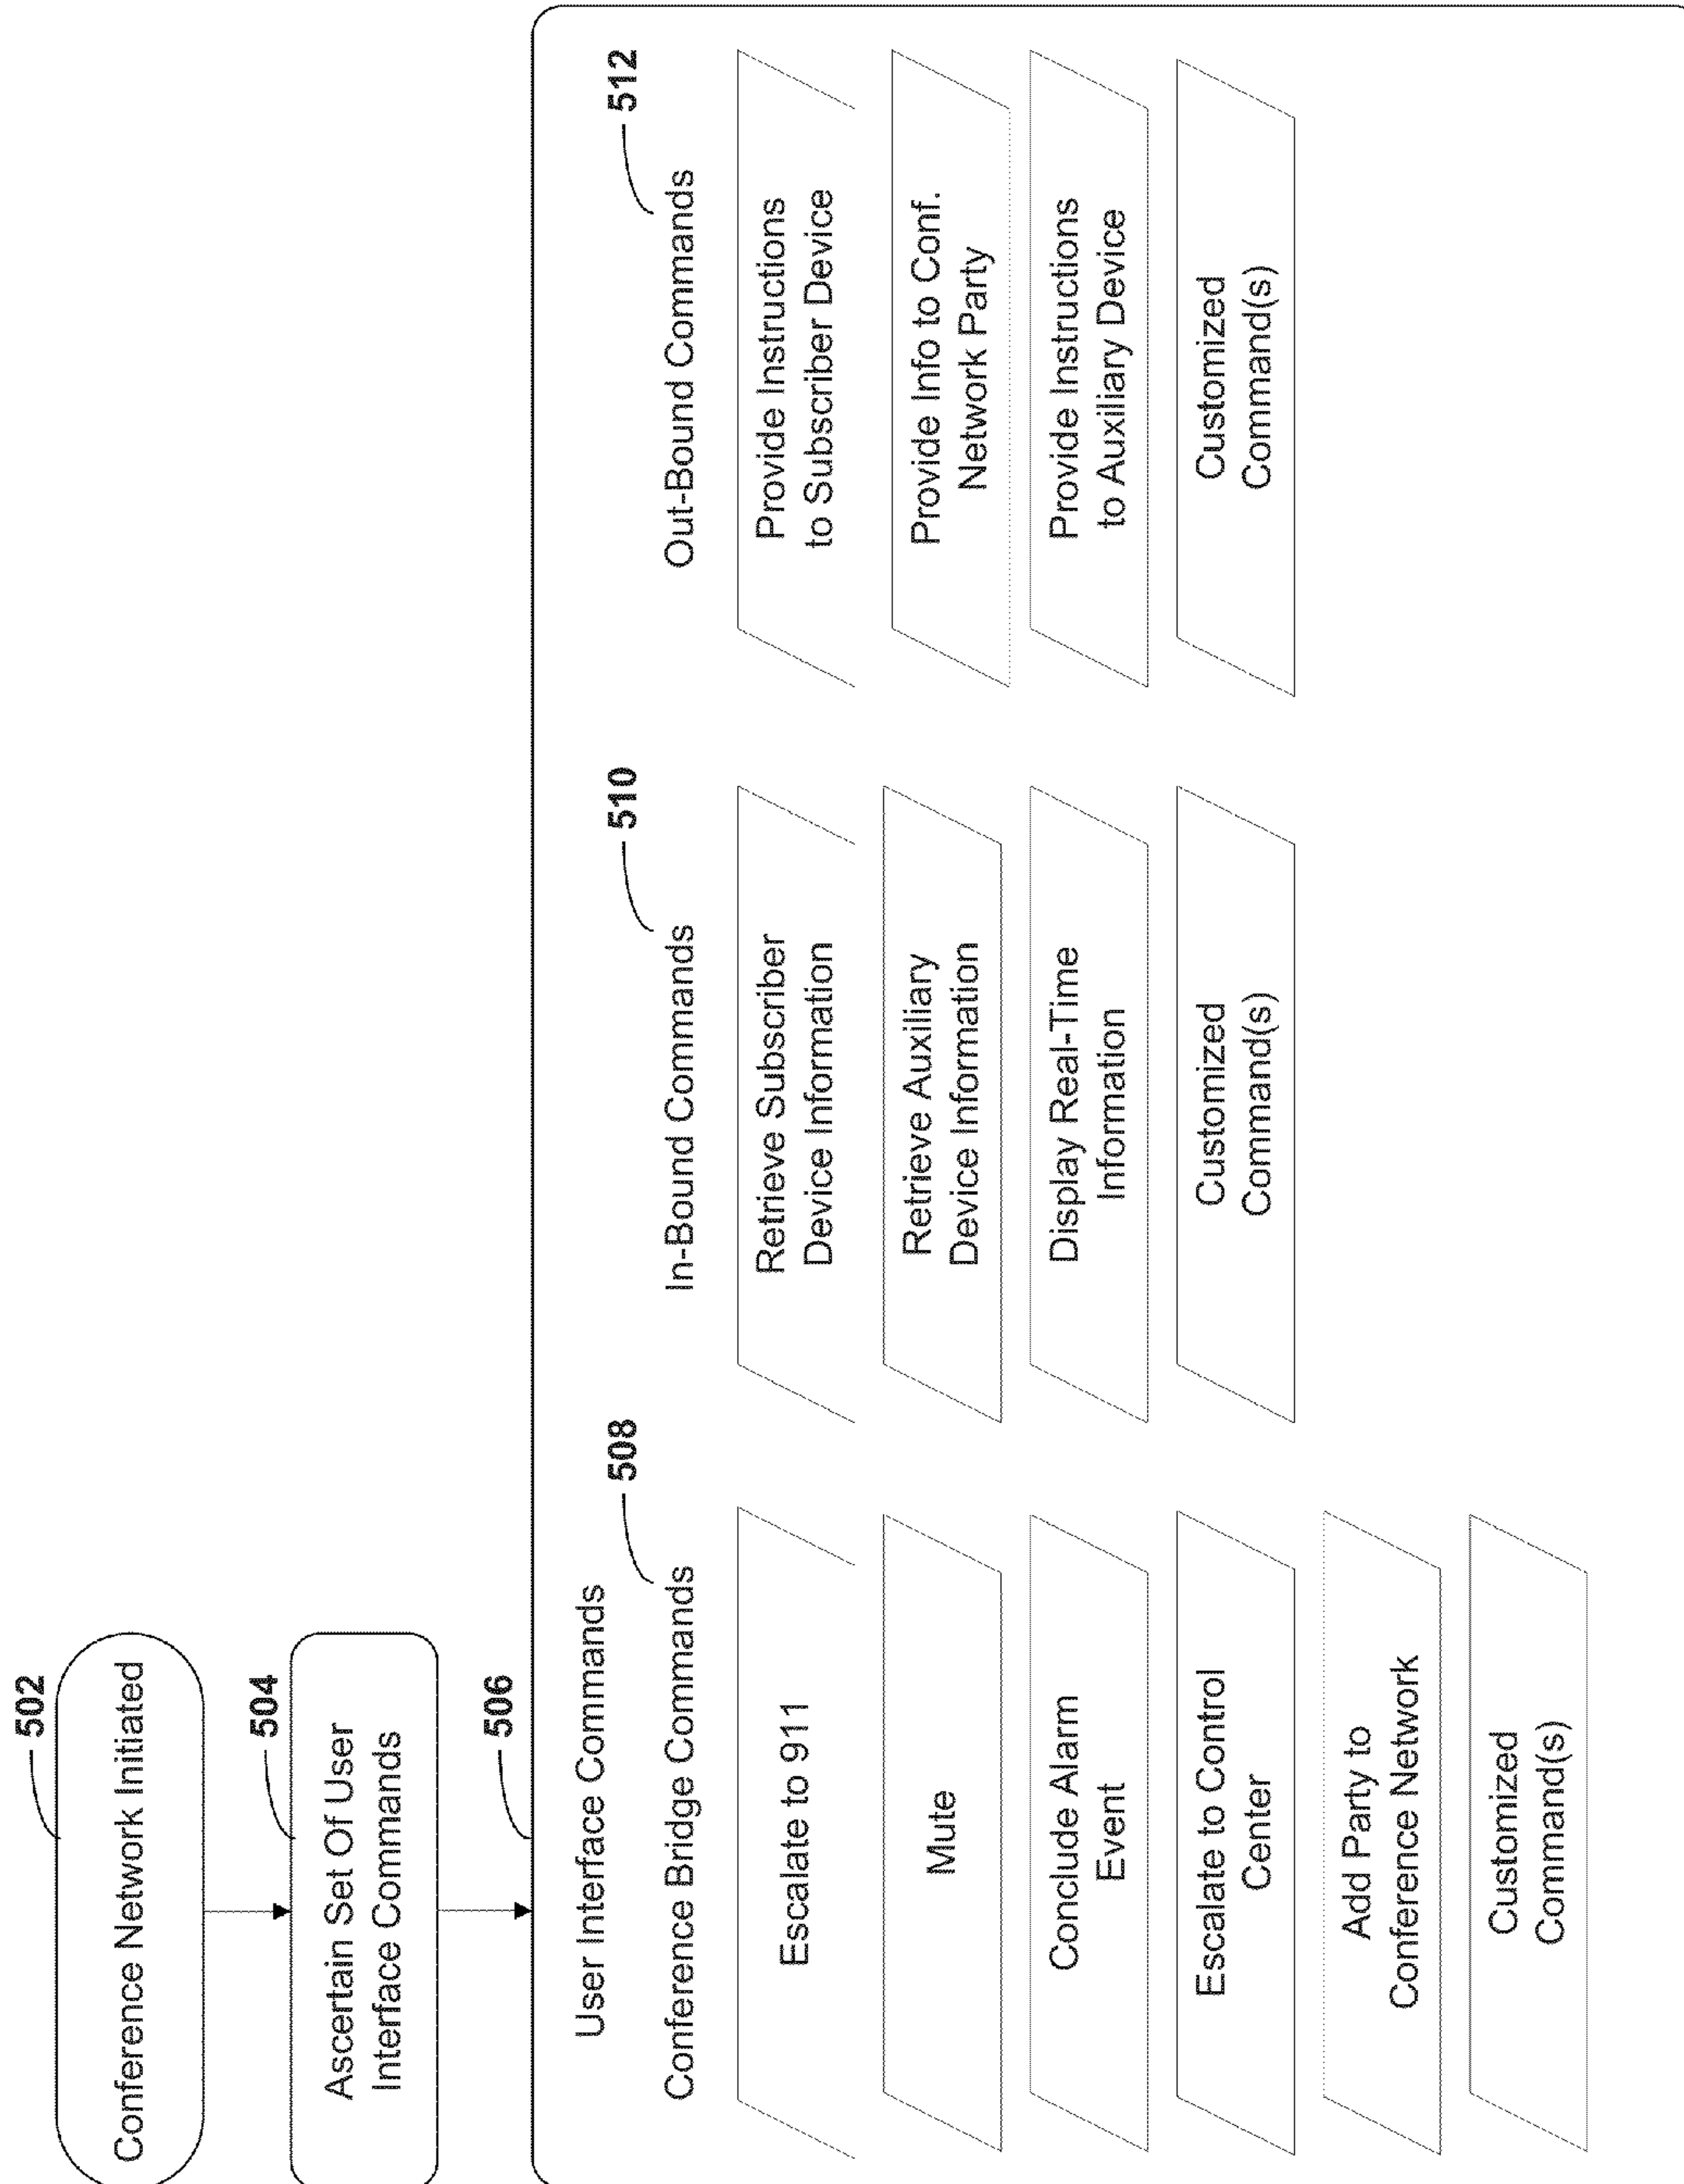 502
Conference Network Initiated
504
Ascertain Set Of User
Interface Commands
506
User Interface Commands
508
Conference Bridge Commands
Escalate to 911
Mute
Conclude Alarm
Event
Escalate to Control
Center
Add Party to
Conference Network
Customized
Command(s)
510
In-Bound Commands
Retrieve Subscriber
Device Information
Retrieve Auxiliary
Device Information
Display Real-Time
Information
Customized
Command(s)
512
Out-Bound Commands
Provide Instructions
to Subscriber Device
Provide Info to Conf.
Network Party
Provide Instructions
to Auxiliary Device
Customized
Command(s)